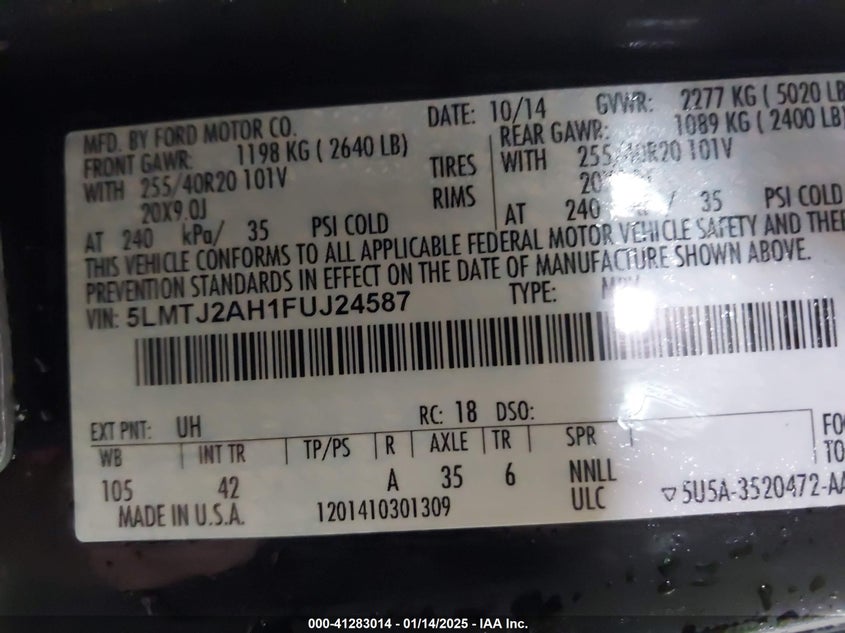 MFD. BY FORD MOTOR CO.
DATE: 10/14 GVWR: 2277 KG ( 5020 LB
FRONT GAWR: 1198 KG ( 2640 LB)
REAR GAWR: 1089 KG ( 2400 LB)
WITH 255/40R20 101V TIRES WITH 255/40R20 101V
20X9.0J RIMS
AT 240 kPa/ 35 PSI COLD AT 240 kPa/ 35 PSI COLD
THIS VEHICLE CONFORMS TO ALL APPLICABLE FEDERAL MOTOR VEHICLE SAFETY AND THEF
PREVENTION STANDARDS IN EFFECT ON THE DATE OF MANUFACTURE SHOWN ABOVE.
VIN: 5LMTJ2AH1FUJ24587 TYPE: MPV
EXT PNT: UH RC: 18 DSO:
WB INT TR TP/PS R AXLE TR SPR
105 42 A 35 6 NNLL
ULC
MADE IN U.S.A. 1201410301309
▽5U5A-3520472-AA
000-41283014 - 01/14/2025 - IAA Inc.